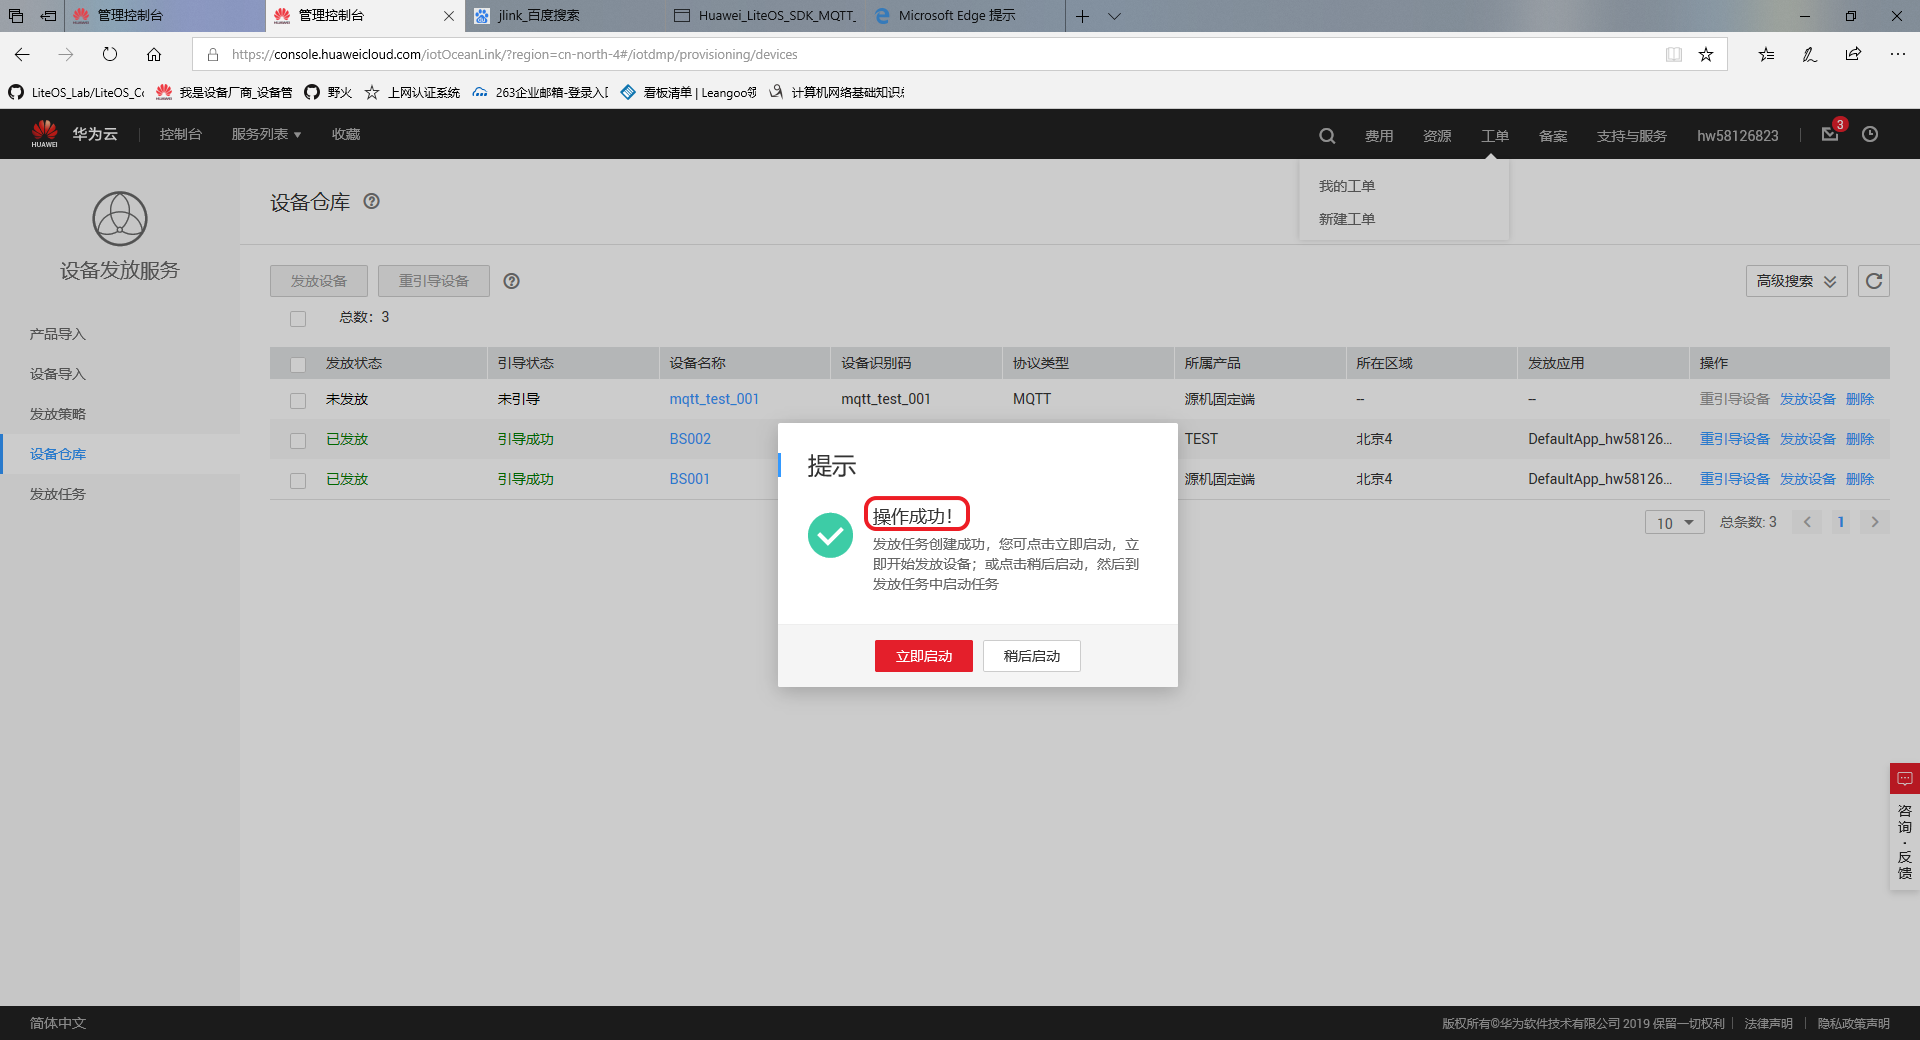 管理控制台
管理控制台
jlink_百度搜索
Huawei_LiteOS_SDK_MQTT_
Microsoft Edge 提示
https://console.huaweicloud.com/iotOceanLink/?region=cn-north-4#/iotdmp/provisioning/devices
LiteOS_Lab/LiteOS_Cc
我是设备厂商_设备管
野火
上网认证系统
263企业邮箱-登录入口
看板清单 | Leangoo领
计算机网络基础知识总
HUAWEI
华为云
控制台
服务列表
收藏
费用
资源
工单
备案
支持与服务
hw58126823
3
我的工单
新建工单
设备发放服务
产品导入
设备导入
发放策略
设备仓库
发放任务
设备仓库
发放设备
重引导设备
高级搜索
总数：3
发放状态 引导状态 设备名称 设备识别码 协议类型 所属产品 所在区域 发放应用 操作
未发放 未引导 mqtt_test_001 mqtt_test_001 MQTT 源机固定端 -- -- 重引导设备 发放设备 删除
已发放 引导成功 BS002 TEST 北京4 DefaultApp_hw58126... 重引导设备 发放设备 删除
已发放 引导成功 BS001 源机固定端 北京4 DefaultApp_hw58126... 重引导设备 发放设备 删除
10
总条数: 3
1
提示
操作成功！
发放任务创建成功，您可点击立即启动，立
即开始发放设备；或点击稍后启动，然后到
发放任务中启动任务
立即启动
稍后启动
咨询·反馈
简体中文
版权所有©华为软件技术有限公司 2019 保留一切权利
法律声明
隐私政策声明